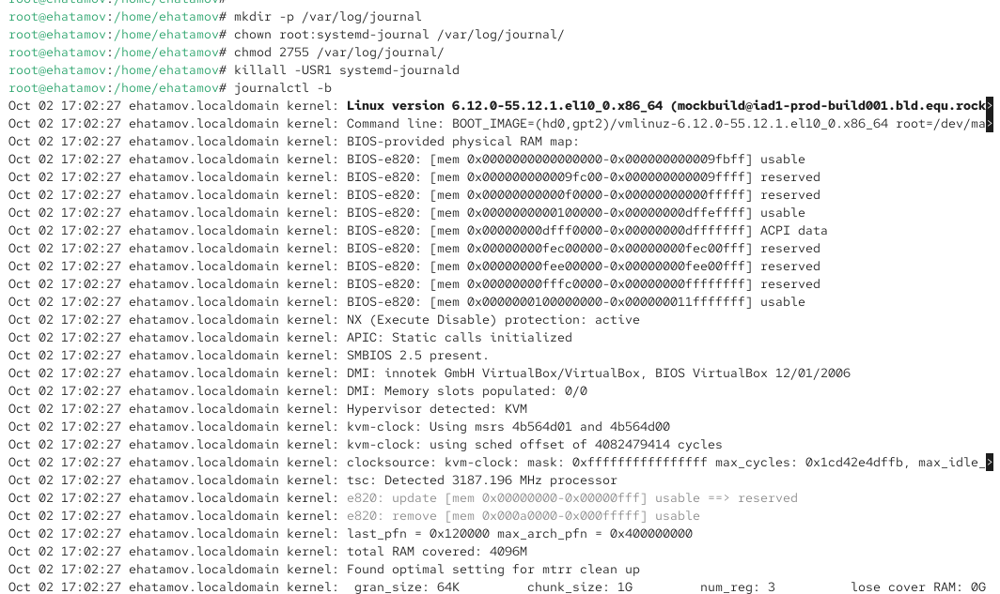 root@ehatamov:/home/ehatamov#
root@ehatamov:/home/ehatamov# mkdir -p /var/log/journal
root@ehatamov:/home/ehatamov# chown root:systemd-journal /var/log/journal/
root@ehatamov:/home/ehatamov# chmod 2755 /var/log/journal/
root@ehatamov:/home/ehatamov# killall -USR1 systemd-journald
root@ehatamov:/home/ehatamov# journalctl -b
Oct 02 17:02:27 ehatamov.localdomain kernel: Linux version 6.12.0-55.12.1.el10_0.x86_64 (mockbuild@iad1-prod-build001.bld.equ.rock>
Oct 02 17:02:27 ehatamov.localdomain kernel: Command line: BOOT_IMAGE=(hd0,gpt2)/vmlinuz-6.12.0-55.12.1.el10_0.x86_64 root=/dev/ma>
Oct 02 17:02:27 ehatamov.localdomain kernel: BIOS-provided physical RAM map:
Oct 02 17:02:27 ehatamov.localdomain kernel: BIOS-e820: [mem 0x0000000000000000-0x000000000009fbff] usable
Oct 02 17:02:27 ehatamov.localdomain kernel: BIOS-e820: [mem 0x000000000009fc00-0x000000000009ffff] reserved
Oct 02 17:02:27 ehatamov.localdomain kernel: BIOS-e820: [mem 0x00000000000f0000-0x00000000000fffff] reserved
Oct 02 17:02:27 ehatamov.localdomain kernel: BIOS-e820: [mem 0x0000000000100000-0x00000000dffeffff] usable
Oct 02 17:02:27 ehatamov.localdomain kernel: BIOS-e820: [mem 0x00000000dfff0000-0x00000000dfffffff] ACPI data
Oct 02 17:02:27 ehatamov.localdomain kernel: BIOS-e820: [mem 0x00000000fec00000-0x00000000fec00fff] reserved
Oct 02 17:02:27 ehatamov.localdomain kernel: BIOS-e820: [mem 0x00000000fee00000-0x00000000fee00fff] reserved
Oct 02 17:02:27 ehatamov.localdomain kernel: BIOS-e820: [mem 0x00000000fffc0000-0x00000000ffffffff] reserved
Oct 02 17:02:27 ehatamov.localdomain kernel: BIOS-e820: [mem 0x0000000100000000-0x000000011fffffff] usable
Oct 02 17:02:27 ehatamov.localdomain kernel: NX (Execute Disable) protection: active
Oct 02 17:02:27 ehatamov.localdomain kernel: APIC: Static calls initialized
Oct 02 17:02:27 ehatamov.localdomain kernel: SMBIOS 2.5 present.
Oct 02 17:02:27 ehatamov.localdomain kernel: DMI: innotek GmbH VirtualBox/VirtualBox, BIOS VirtualBox 12/01/2006
Oct 02 17:02:27 ehatamov.localdomain kernel: DMI: Memory slots populated: 0/0
Oct 02 17:02:27 ehatamov.localdomain kernel: Hypervisor detected: KVM
Oct 02 17:02:27 ehatamov.localdomain kernel: kvm-clock: Using msrs 4b564d01 and 4b564d00
Oct 02 17:02:27 ehatamov.localdomain kernel: kvm-clock: using sched offset of 4082479414 cycles
Oct 02 17:02:27 ehatamov.localdomain kernel: clocksource: kvm-clock: mask: 0xffffffffffffffff max_cycles: 0x1cd42e4dffb, max_idle_>
Oct 02 17:02:27 ehatamov.localdomain kernel: tsc: Detected 3187.196 MHz processor
Oct 02 17:02:27 ehatamov.localdomain kernel: e820: update [mem 0x00000000-0x00000fff] usable ==> reserved
Oct 02 17:02:27 ehatamov.localdomain kernel: e820: remove [mem 0x000a0000-0x000fffff] usable
Oct 02 17:02:27 ehatamov.localdomain kernel: last_pfn = 0x120000 max_arch_pfn = 0x400000000
Oct 02 17:02:27 ehatamov.localdomain kernel: total RAM covered: 4096M
Oct 02 17:02:27 ehatamov.localdomain kernel: Found optimal setting for mtrr clean up
Oct 02 17:02:27 ehatamov.localdomain kernel:  gran_size: 64K         chunk_size: 1G         num_reg: 3          lose cover RAM: 0G